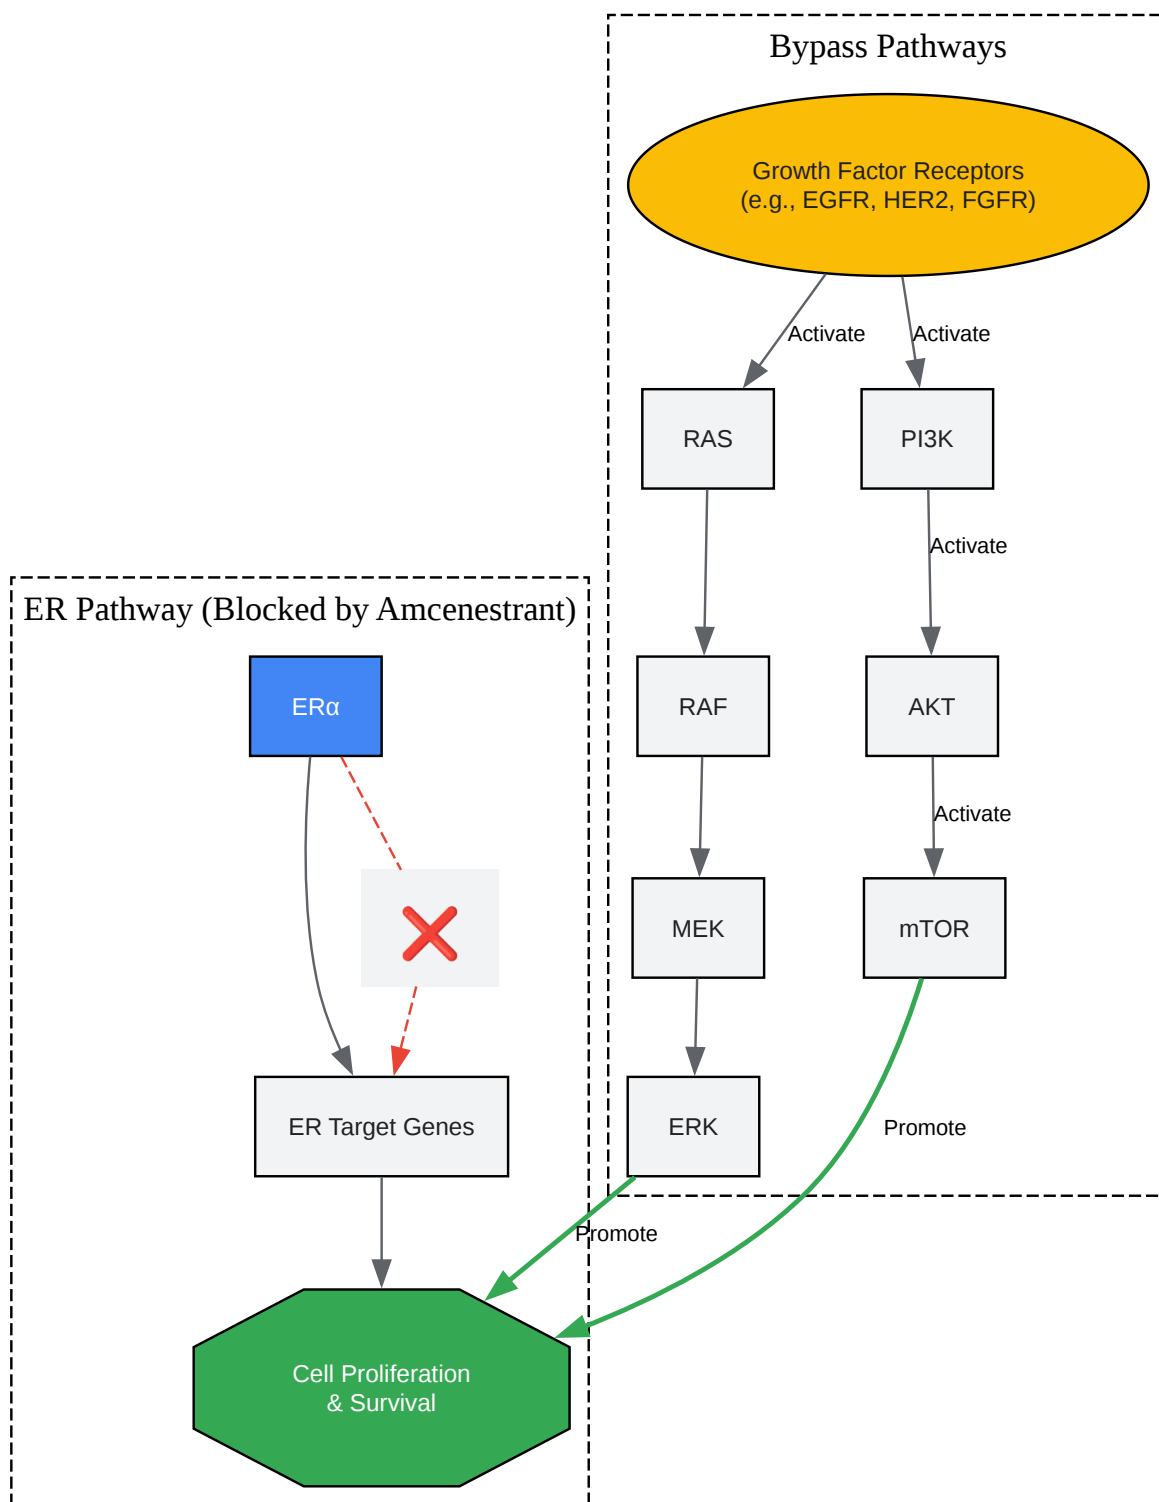 Bypass Pathways
Growth Factor Receptors
(e.g., EGFR, HER2, FGFR)
Activate
Activate
RAS
PI3K
Activate
ER Pathway (Blocked by Amcenestrant)
ERα
RAF
AKT
Activate
MEK
mTOR
ER Target Genes
ERK
Promote
Promote
Cell Proliferation
& Survival